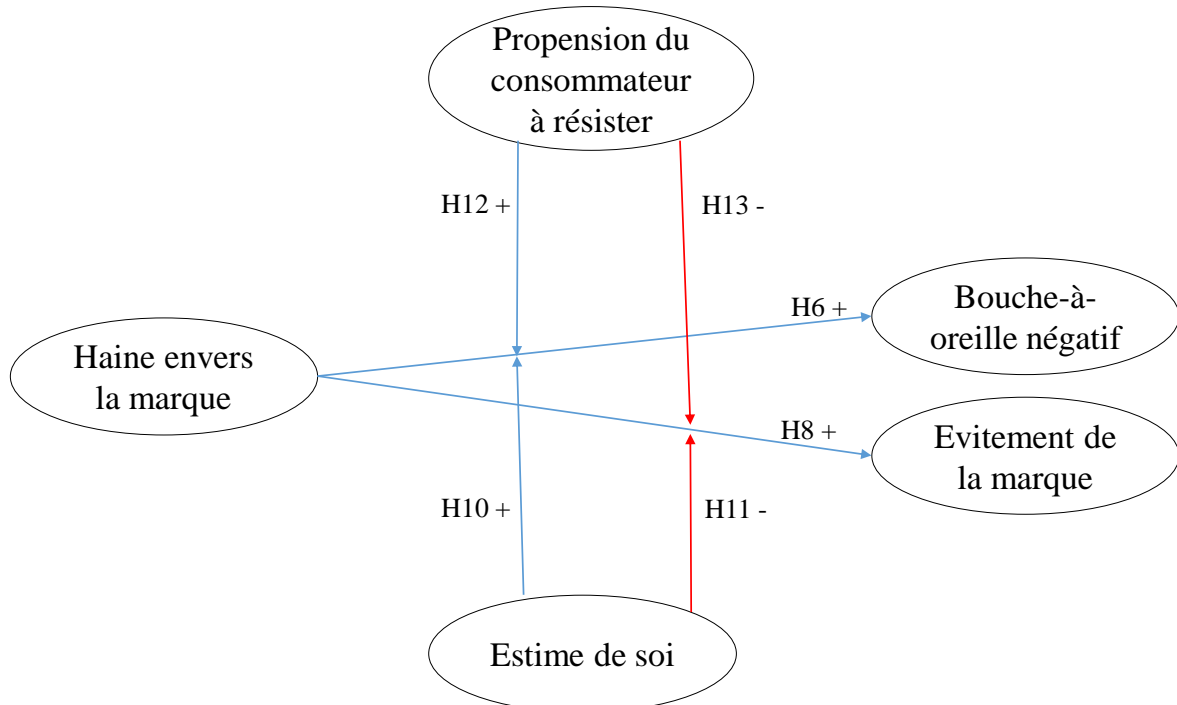 Propension du
consommateur
à résister
H12 +
H13 -
H6 +
Bouche-à-
oreille négatif
Haine envers
la marque
H8 +
Evitement de
la marque
H10 +
H11 -
Estime de soi